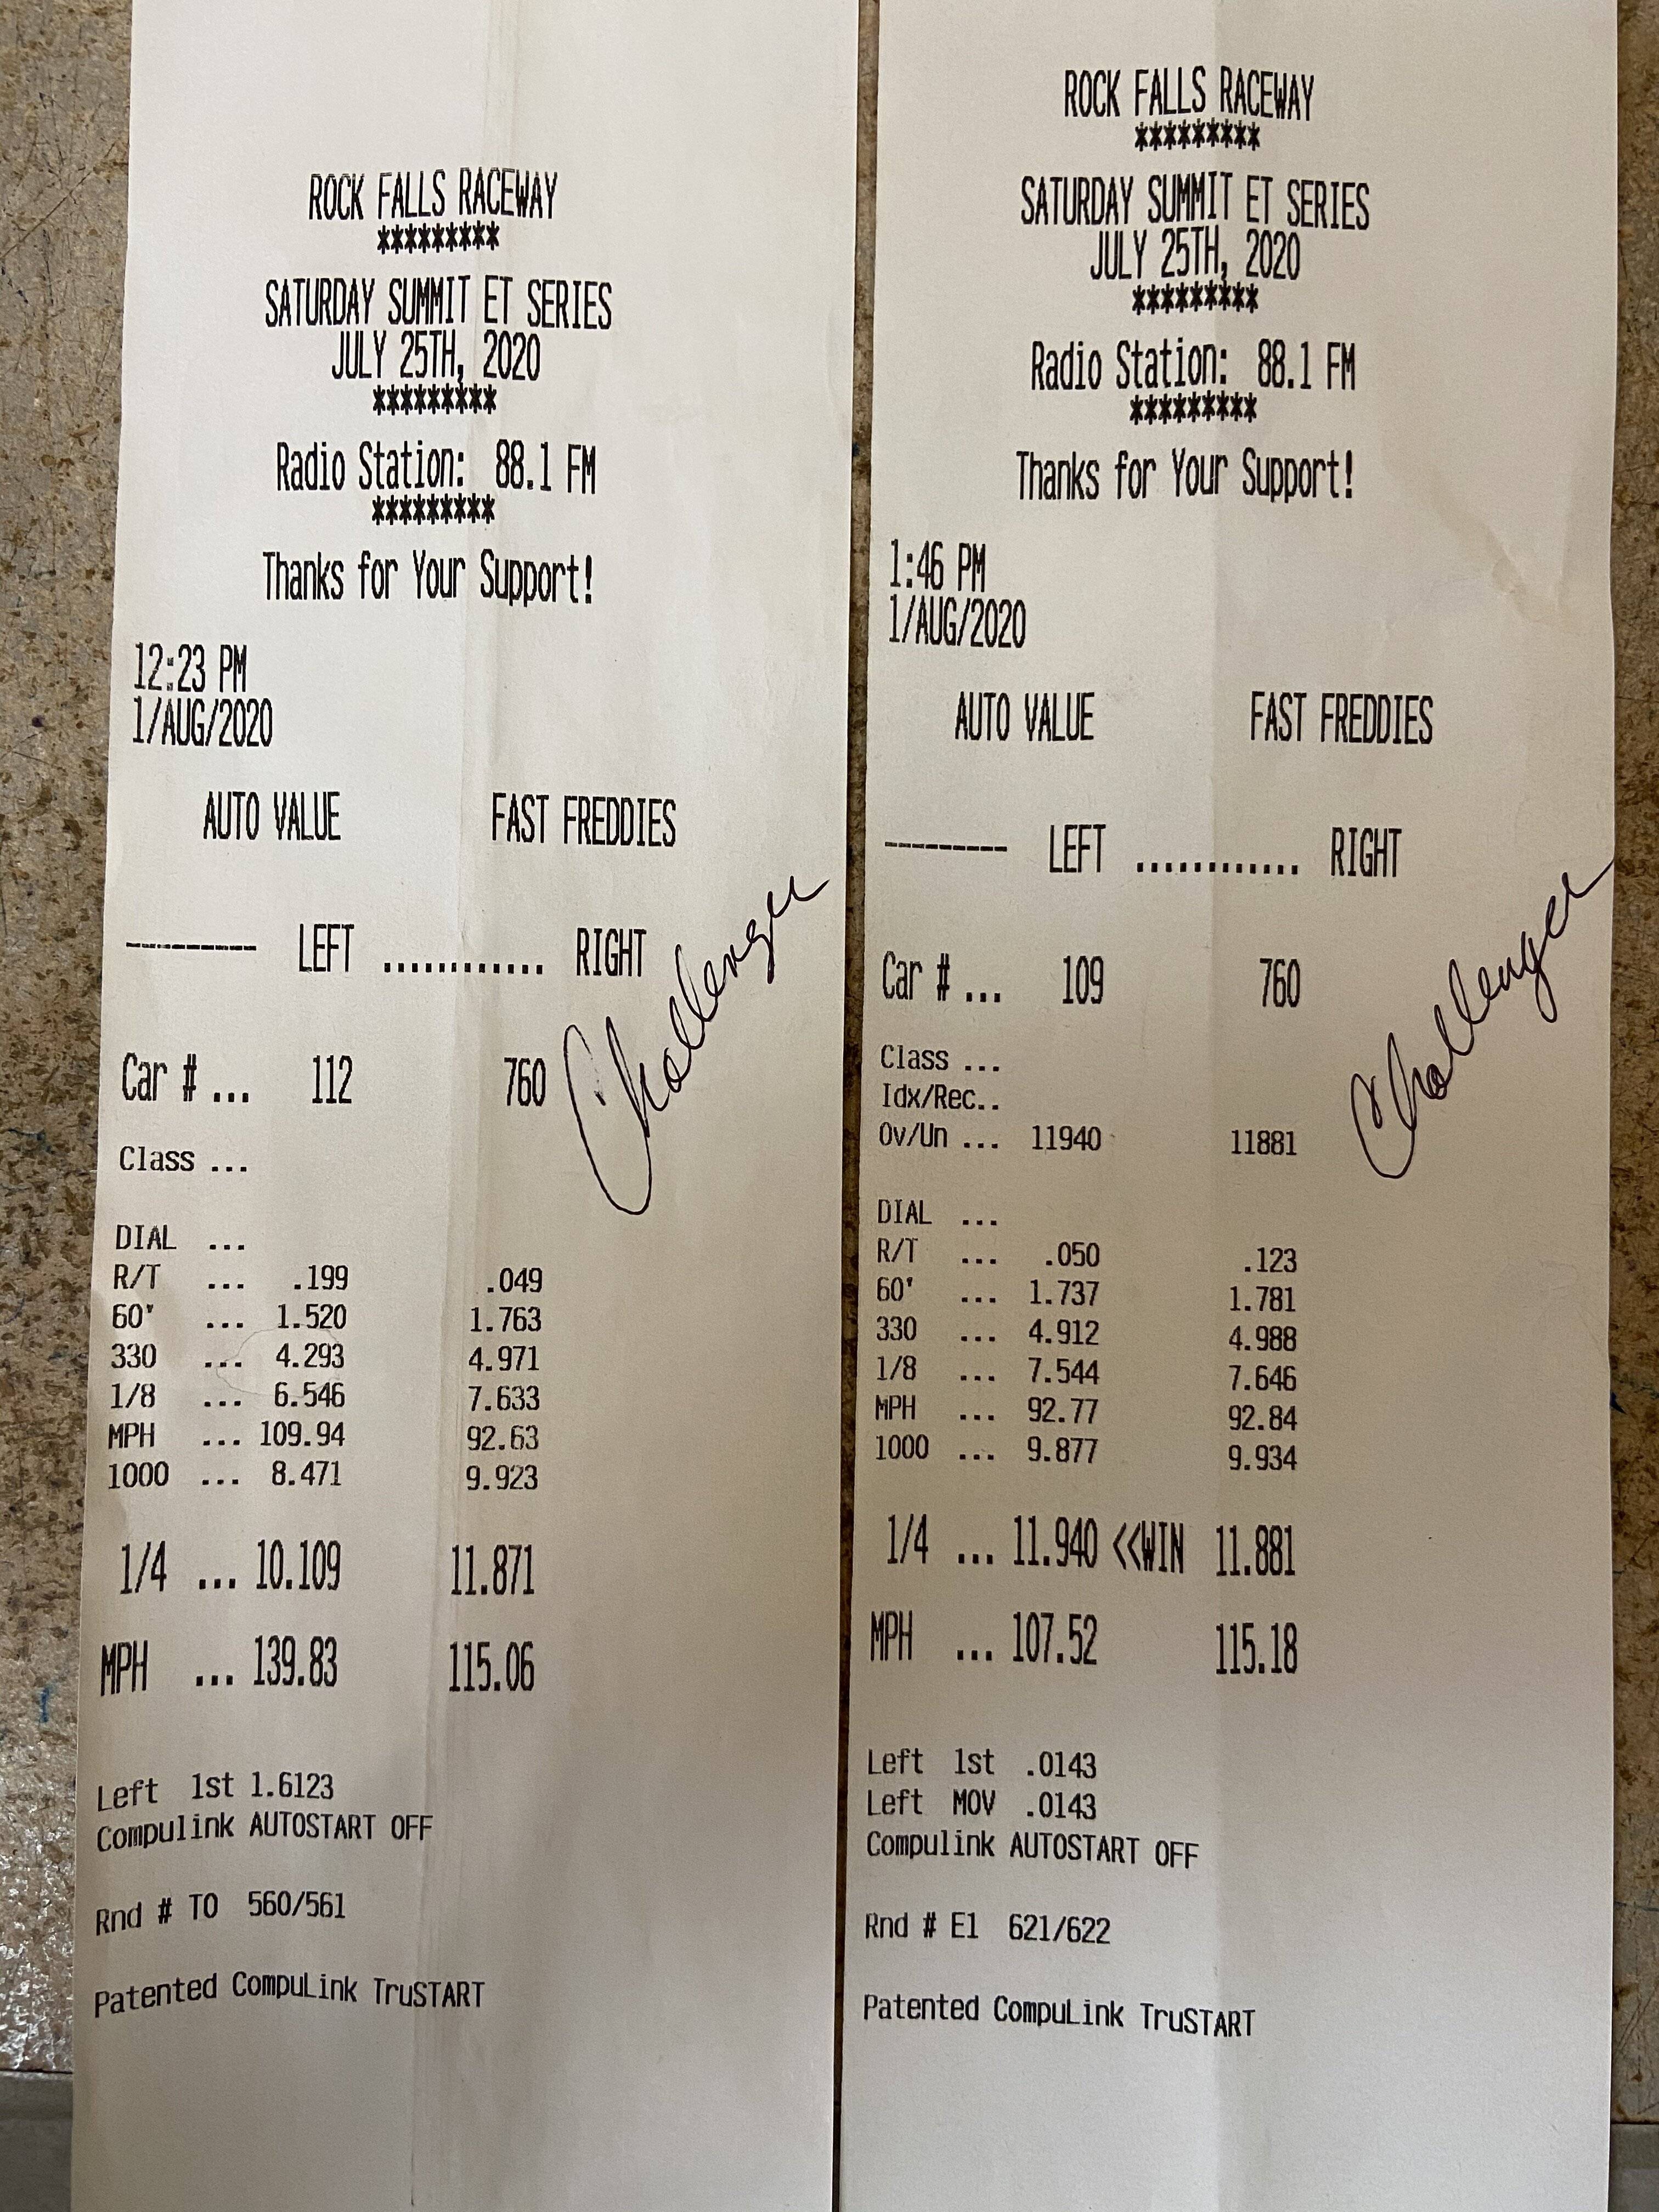 ROCK FALLS RACEWAY
*********
SATURDAY SUMMIT ET SERIES
JULY 25TH, 2020
*********
Radio Station: 88.1 FM
*********
Thanks for Your Support!
12:23 PM
1/AUG/2020
AUTO VALUE FAST FREDDIES
--------- LEFT ............ RIGHT
Car # ... 112 760
Challenger
Class ...
DIAL ...
R/T ... .199 .049
60' ... 1.520 1.763
330 ... 4.293 4.971
1/8 ... 6.546 7.633
MPH ... 109.94 92.63
1000 ... 8.471 9.923
1/4 ... 10.109 11.871
MPH ... 139.83 115.06
Left 1st 1.6123
Compulink AUTOSTART OFF
Rnd # TO 560/561
Patented CompuLink TruSTART
ROCK FALLS RACEWAY
*********
SATURDAY SUMMIT ET SERIES
JULY 25TH, 2020
*********
Radio Station: 88.1 FM
*********
Thanks for Your Support!
1:46 PM
1/AUG/2020
AUTO VALUE FAST FREDDIES
--------- LEFT ............ RIGHT
Car # ... 109 760
Challenger
Class ...
Idx/Rec..
Ov/Un ... 11940 11881
DIAL ...
R/T ... .050 .123
60' ... 1.737 1.781
330 ... 4.912 4.988
1/8 ... 7.544 7.646
MPH ... 92.77 92.84
1000 ... 9.877 9.934
1/4 ... 11.940 <<WIN 11.881
MPH ... 107.52 115.18
Left 1st .0143
Left MOV .0143
Compulink AUTOSTART OFF
Rnd # E1 621/622
Patented CompuLink TruSTART